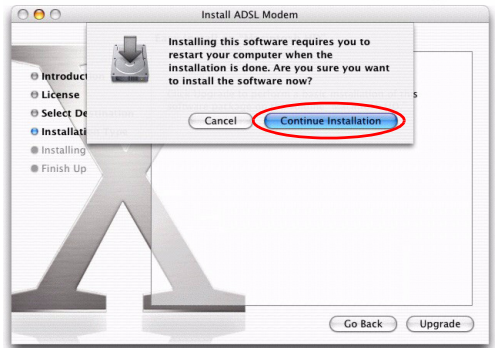 Install ADSL Modem
Installing this software requires you to
restart your computer when the
installation is done. Are you sure you want
to install the software now?
Cancel
Continue Installation
Introduct
License
Select De
Installati
Installing
Finish Up
Go Back
Upgrade